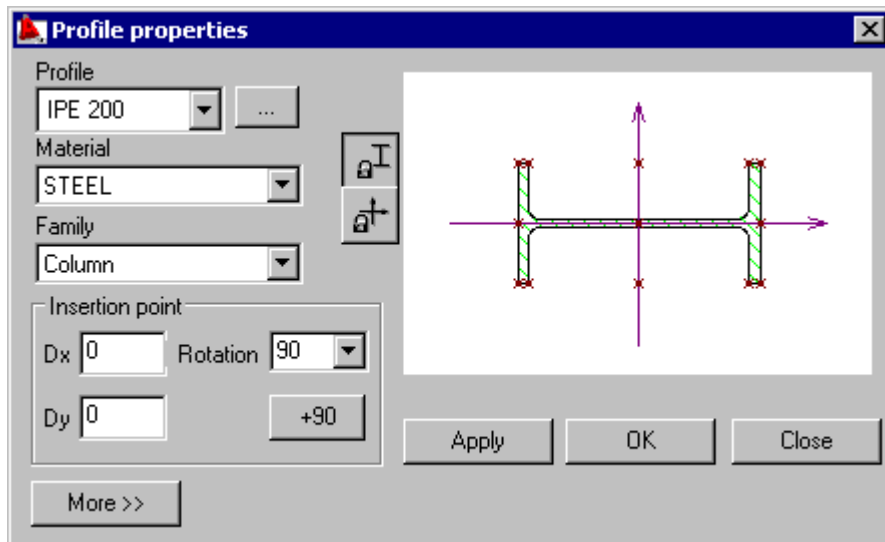 Profile properties
Profile
IPE 200
...
Material
STEEL
Family
Column
Insertion point
Dx 0 Rotation 90
Dy 0 +90
Apply OK Close
More >>